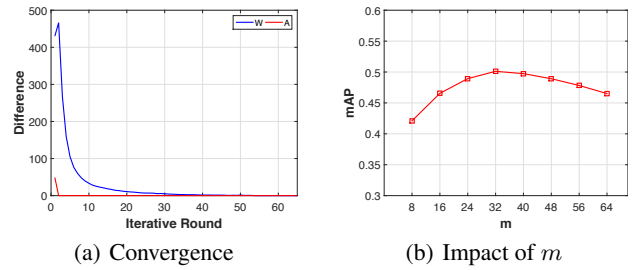 500
400
300
200
100
0
0 10 20 30 40 50 60
Difference
Iterative Round
W A
(a) Convergence
0.6
0.55
0.5
0.45
0.4
0.35
0.3
8 16 24 32 40 48 56 64
mAP
m
(b) Impact of m